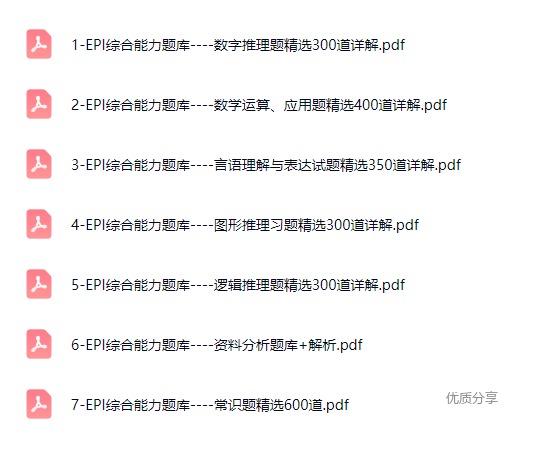 1-EPI综合能力题库----数字推理题精选300道详解.pdf
2-EPI综合能力题库----数学运算、应用题精选400道详解.pdf
3-EPI综合能力题库----言语理解与表达试题精选350道详解.pdf
4-EPI综合能力题库----图形推理习题精选300道详解.pdf
5-EPI综合能力题库----逻辑推理题精选300道详解.pdf
6-EPI综合能力题库----资料分析题库+解析.pdf
7-EPI综合能力题库----常识题精选600道.pdf
优质分享